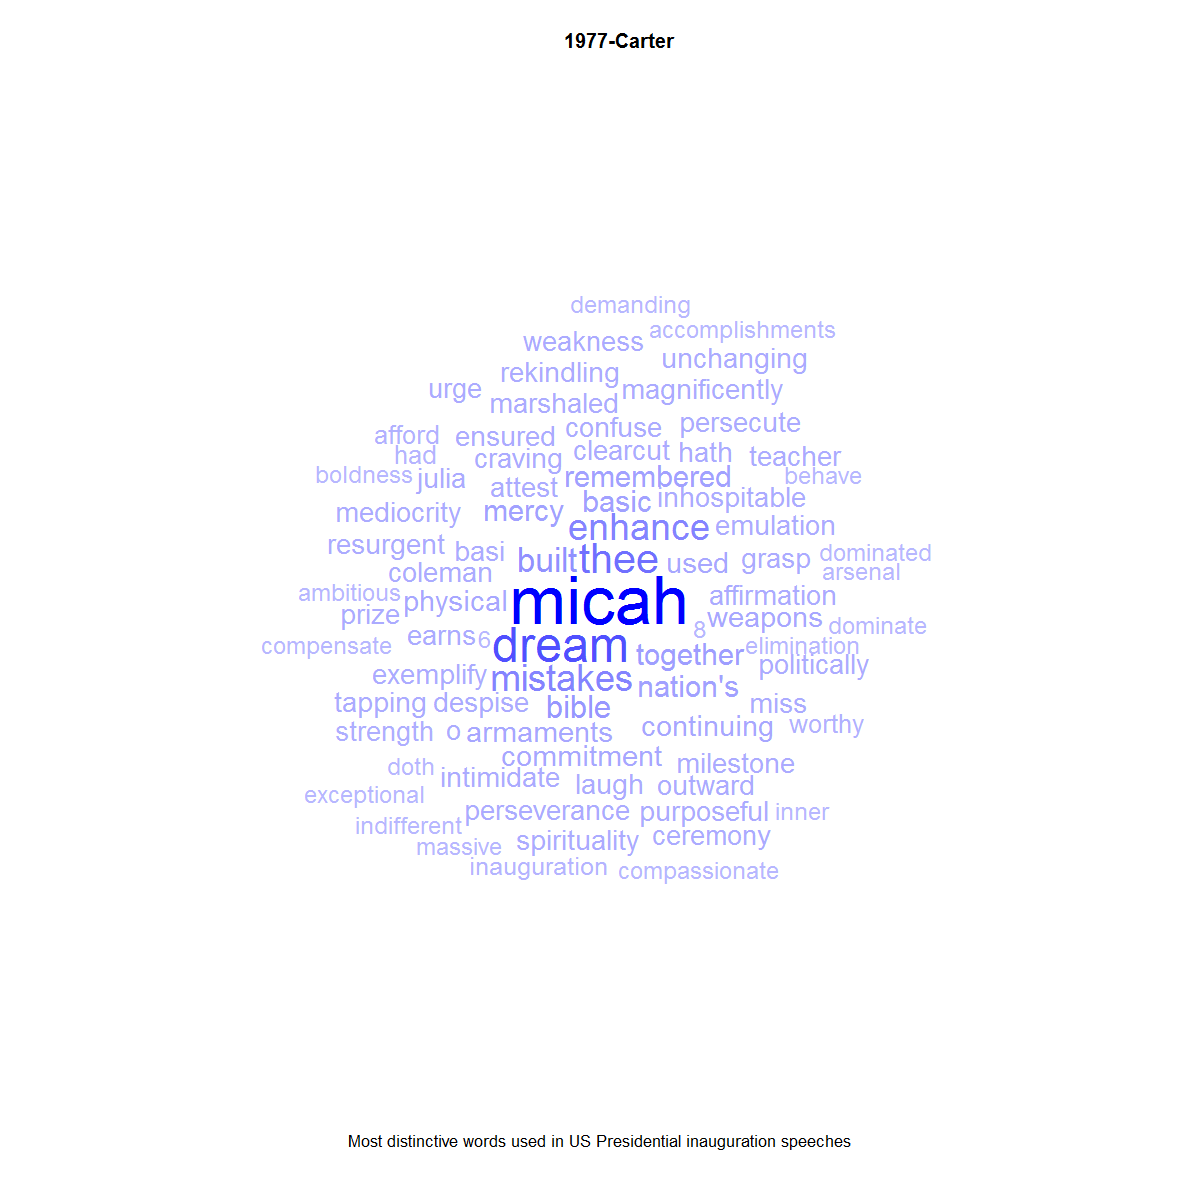 1977-Carter
demanding
accomplishments
weakness
unchanging
rekindling
urge
magnificently
marshaled
persecute
confuse
afford
ensured
clearcut
hath
had
craving
teacher
boldness
julia
remembered
behave
attest
basic
inhospitable
mediocrity
mercy
enhance
emulation
resurgent
basi
built
thee
used
grasp
dominated
coleman
arsenal
ambitious
physical
micah
affirmation
prize
weapons
8
dominate
earns
6
compensate
dream
together
elimination
politically
exemplify
mistakes
nation's
tapping
despise
bible
miss
strength
o
armaments
continuing
worthy
commitment
doth
intimidate
milestone
exceptional
laugh
outward
perseverance
purposeful
inner
indifferent
massive
spirituality
ceremony
inauguration
compassionate
Most distinctive words used in US Presidential inauguration speeches